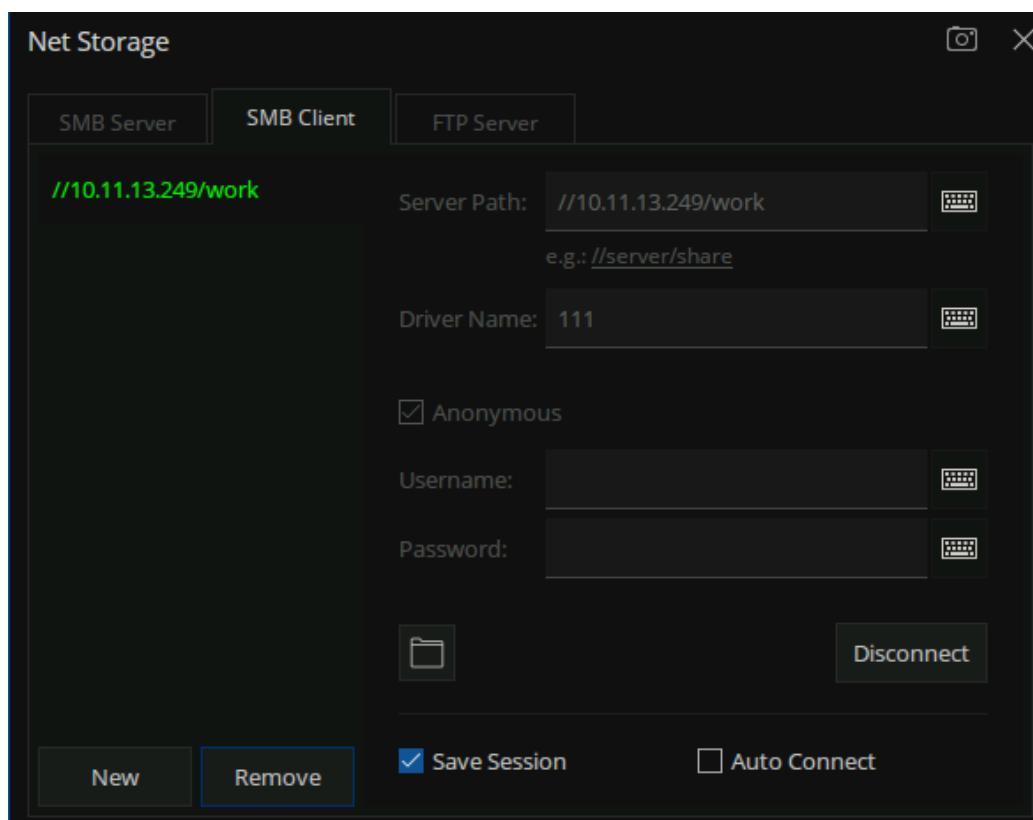 Net Storage
SMB Server
SMB Client
FTP Server
//10.11.13.249/work
Server Path:
//10.11.13.249/work
e.g.: //server/share
Driver Name:
111
Anonymous
Username:
Password:
Disconnect
New
Remove
Save Session
Auto Connect